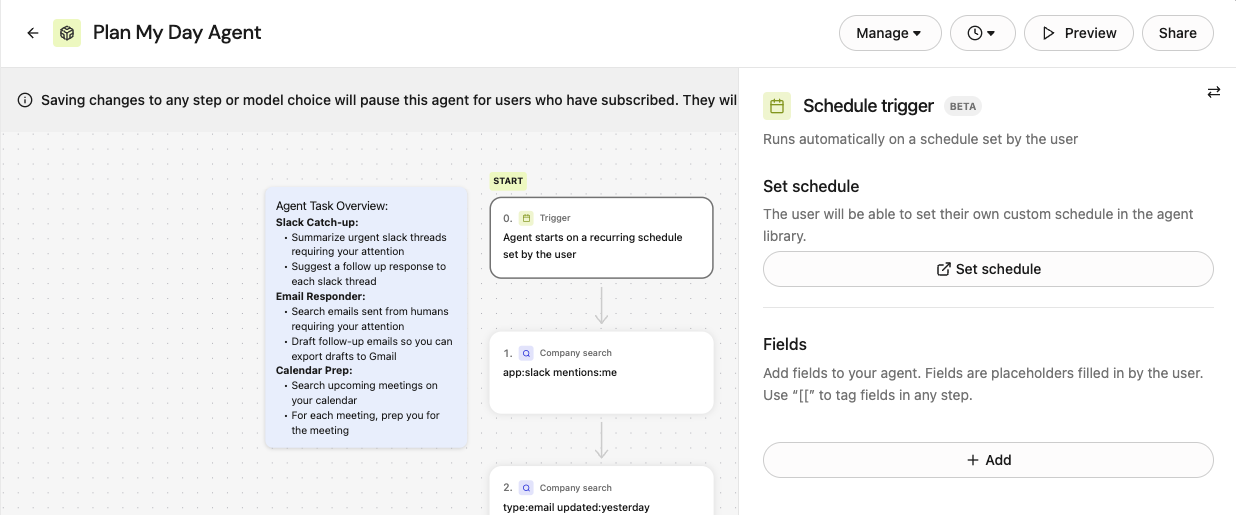 Plan My Day Agent
Manage
Preview
Share
Saving changes to any step or model choice will pause this agent for users who have subscribed. They wil
Agent Task Overview:
Slack Catch-up:
• Summarize urgent slack threads
requiring your attention
• Suggest a follow up response to
each slack thread
Email Responder:
• Search emails sent from humans
requiring your attention
• Draft follow-up emails so you can
export drafts to Gmail
Calendar Prep:
• Search upcoming meetings on
your calendar
• For each meeting, prep you for
the meeting
START
0. Trigger
Agent starts on a recurring schedule
set by the user
1. Company search
app:slack mentions:me
2. Company search
type:email updated:yesterday
Schedule trigger BETA
Runs automatically on a schedule set by the user
Set schedule
The user will be able to set their own custom schedule in the agent
library.
Set schedule
Fields
Add fields to your agent. Fields are placeholders filled in by the user.
Use “[[” to tag fields in any step.
+ Add